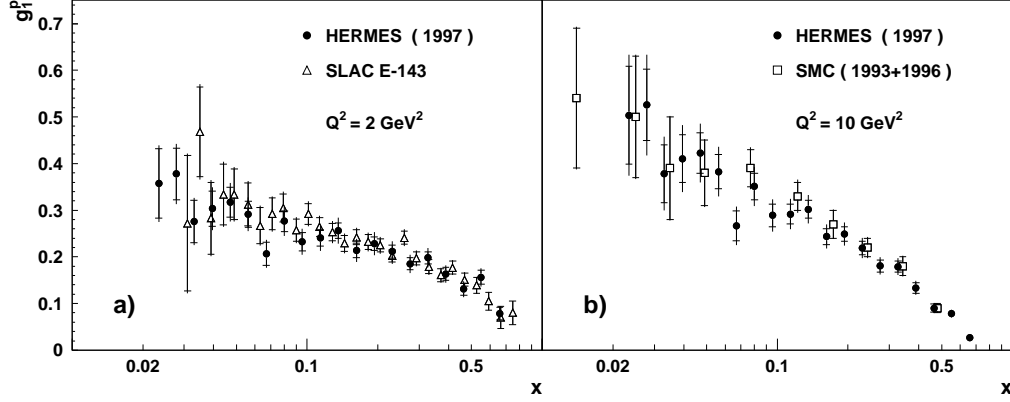 g₁ᵖ
0.7
0.6
0.5
0.4
0.3
0.2
0.1
0
HERMES ( 1997)
SLAC E-143
Q² = 2 GeV²
a)
0.02
0.1
0.5
x
HERMES ( 1997)
SMC ( 1993+1996)
Q² = 10 GeV²
b)
0.02
0.1
0.5
x